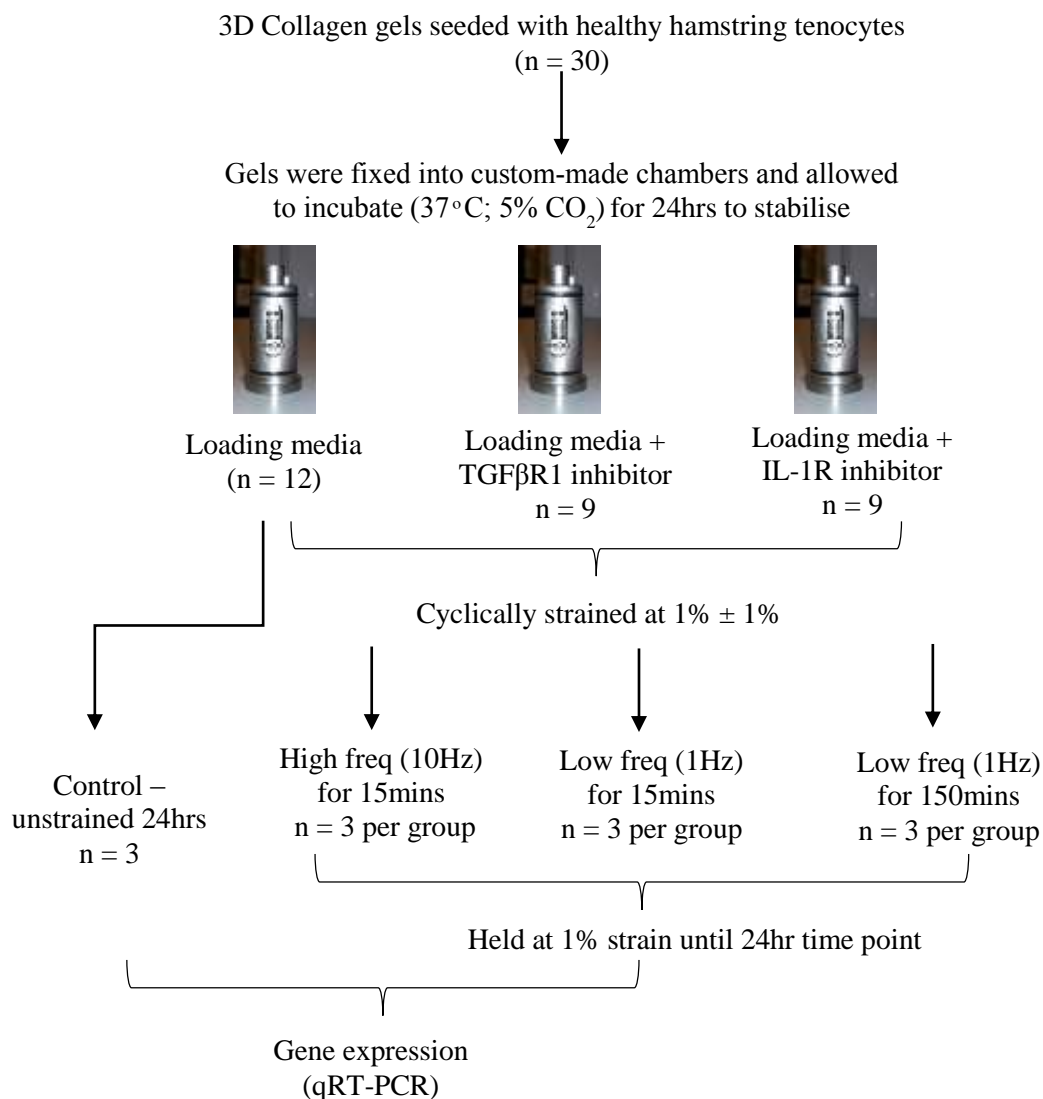 3D Collagen gels seeded with healthy hamstring tenocytes
(n = 30)
Gels were fixed into custom-made chambers and allowed
to incubate (37°C; 5% CO₂) for 24hrs to stabilise
Loading media
(n = 12)
Loading media +
TGFβR1 inhibitor
n = 9
Loading media +
IL-1R inhibitor
n = 9
Cyclically strained at 1% ± 1%
Control –
unstrained 24hrs
n = 3
High freq (10Hz)
for 15mins
n = 3 per group
Low freq (1Hz)
for 15mins
n = 3 per group
Low freq (1Hz)
for 150mins
n = 3 per group
Held at 1% strain until 24hr time point
Gene expression
(qRT-PCR)